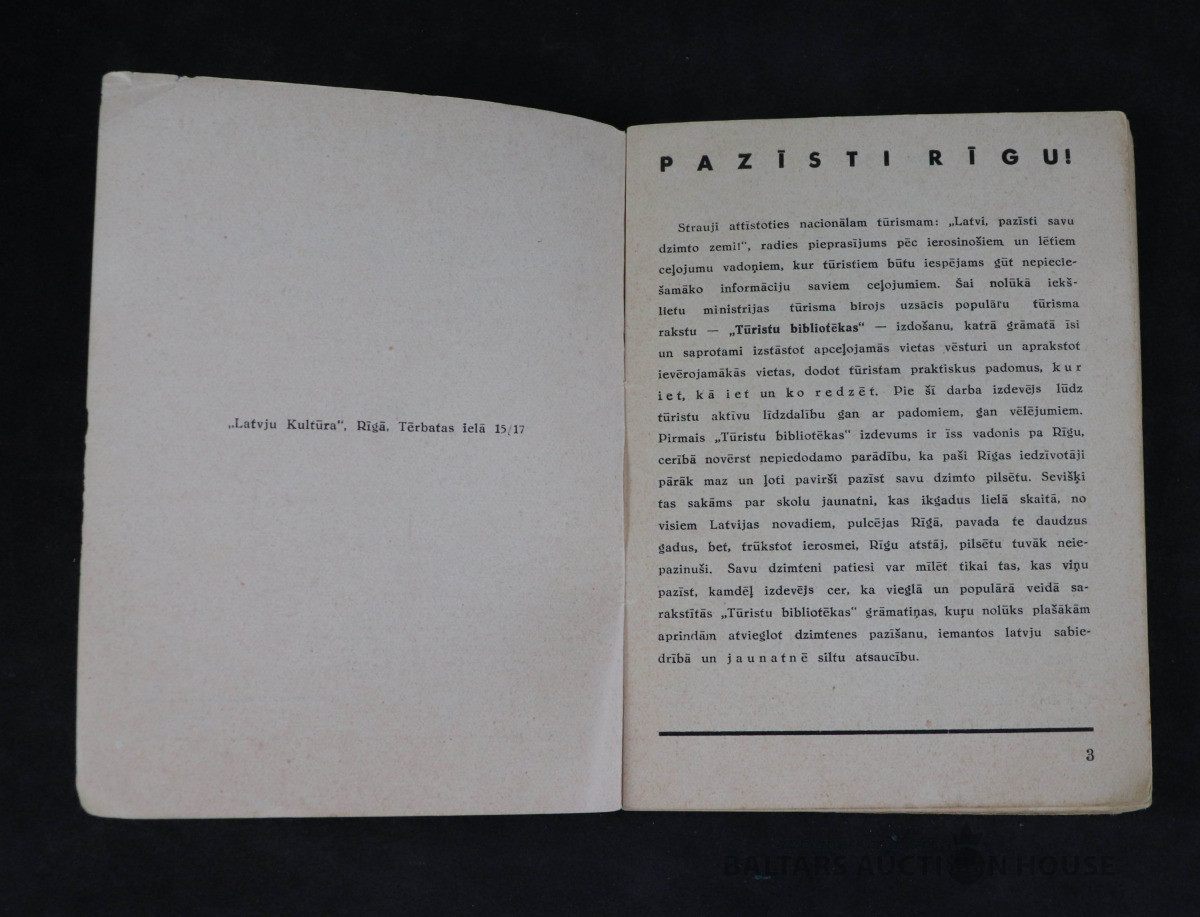 „Latvju Kultūra“, Rīgā, Tērbatas ielā 15/17
PAZĪSTI RĪGU!
Strauji attīstoties nacionālam tūrismam: „Latvi, pazīsti savu
dzimto zemi!“, radies pieprasījums pēc ierosinošiem un lētiem
ceļojumu vadoņiem, kur tūristiem būtu iespējams gūt nepiecie-
šamāko informāciju saviem ceļojumiem. Šai nolūkā iekš-
lietu ministrijas tūrisma birojs uzsācis populāru tūrisma
rakstu — „Tūristu bibliotēkas“ — izdošanu, katrā grāmatā īsi
un saprotami izstāstot apceļojamās vietas vēsturi un aprakstot
ievērojamākās vietas, dodot tūristam praktiskus padomus, kur
iet, kā iet un ko redzēt. Pie šī darba izdevējs lūdz
tūristu aktīvu līdzdalību gan ar padomiem, gan vēlējumiem.
Pirmais „Tūristu bibliotēkas“ izdevums ir īss vadonis pa Rīgu,
cerībā novērst nepiedodamo parādību, ka paši Rīgas iedzīvotāji
pārāk maz un ļoti pavirši pazīst savu dzimto pilsētu. Sevišķi
tas sakāms par skolu jaunatni, kas ikgadus lielā skaitā, no
visiem Latvijas novadiem, pulcējas Rīgā, pavada te daudzus
gadus, bet, trūkstot ierosmei, Rīgu atstāj, pilsētu tuvāk neie-
pazinuši. Savu dzimteni patiesi var mīlēt tikai tas, kas viņu
pazīst, kamdēļ izdevējs cer, ka vieglā un populārā veidā sa-
rakstītās „Tūristu bibliotēkas“ grāmatiņas, kuŗu nolūks plašākām
aprindām atvieglot dzimtenes pazīšanu, iemantos latvju sabie-
drībā un jaunatnē siltu atsaucību.
3
BALTARS AUCTION HOUSE